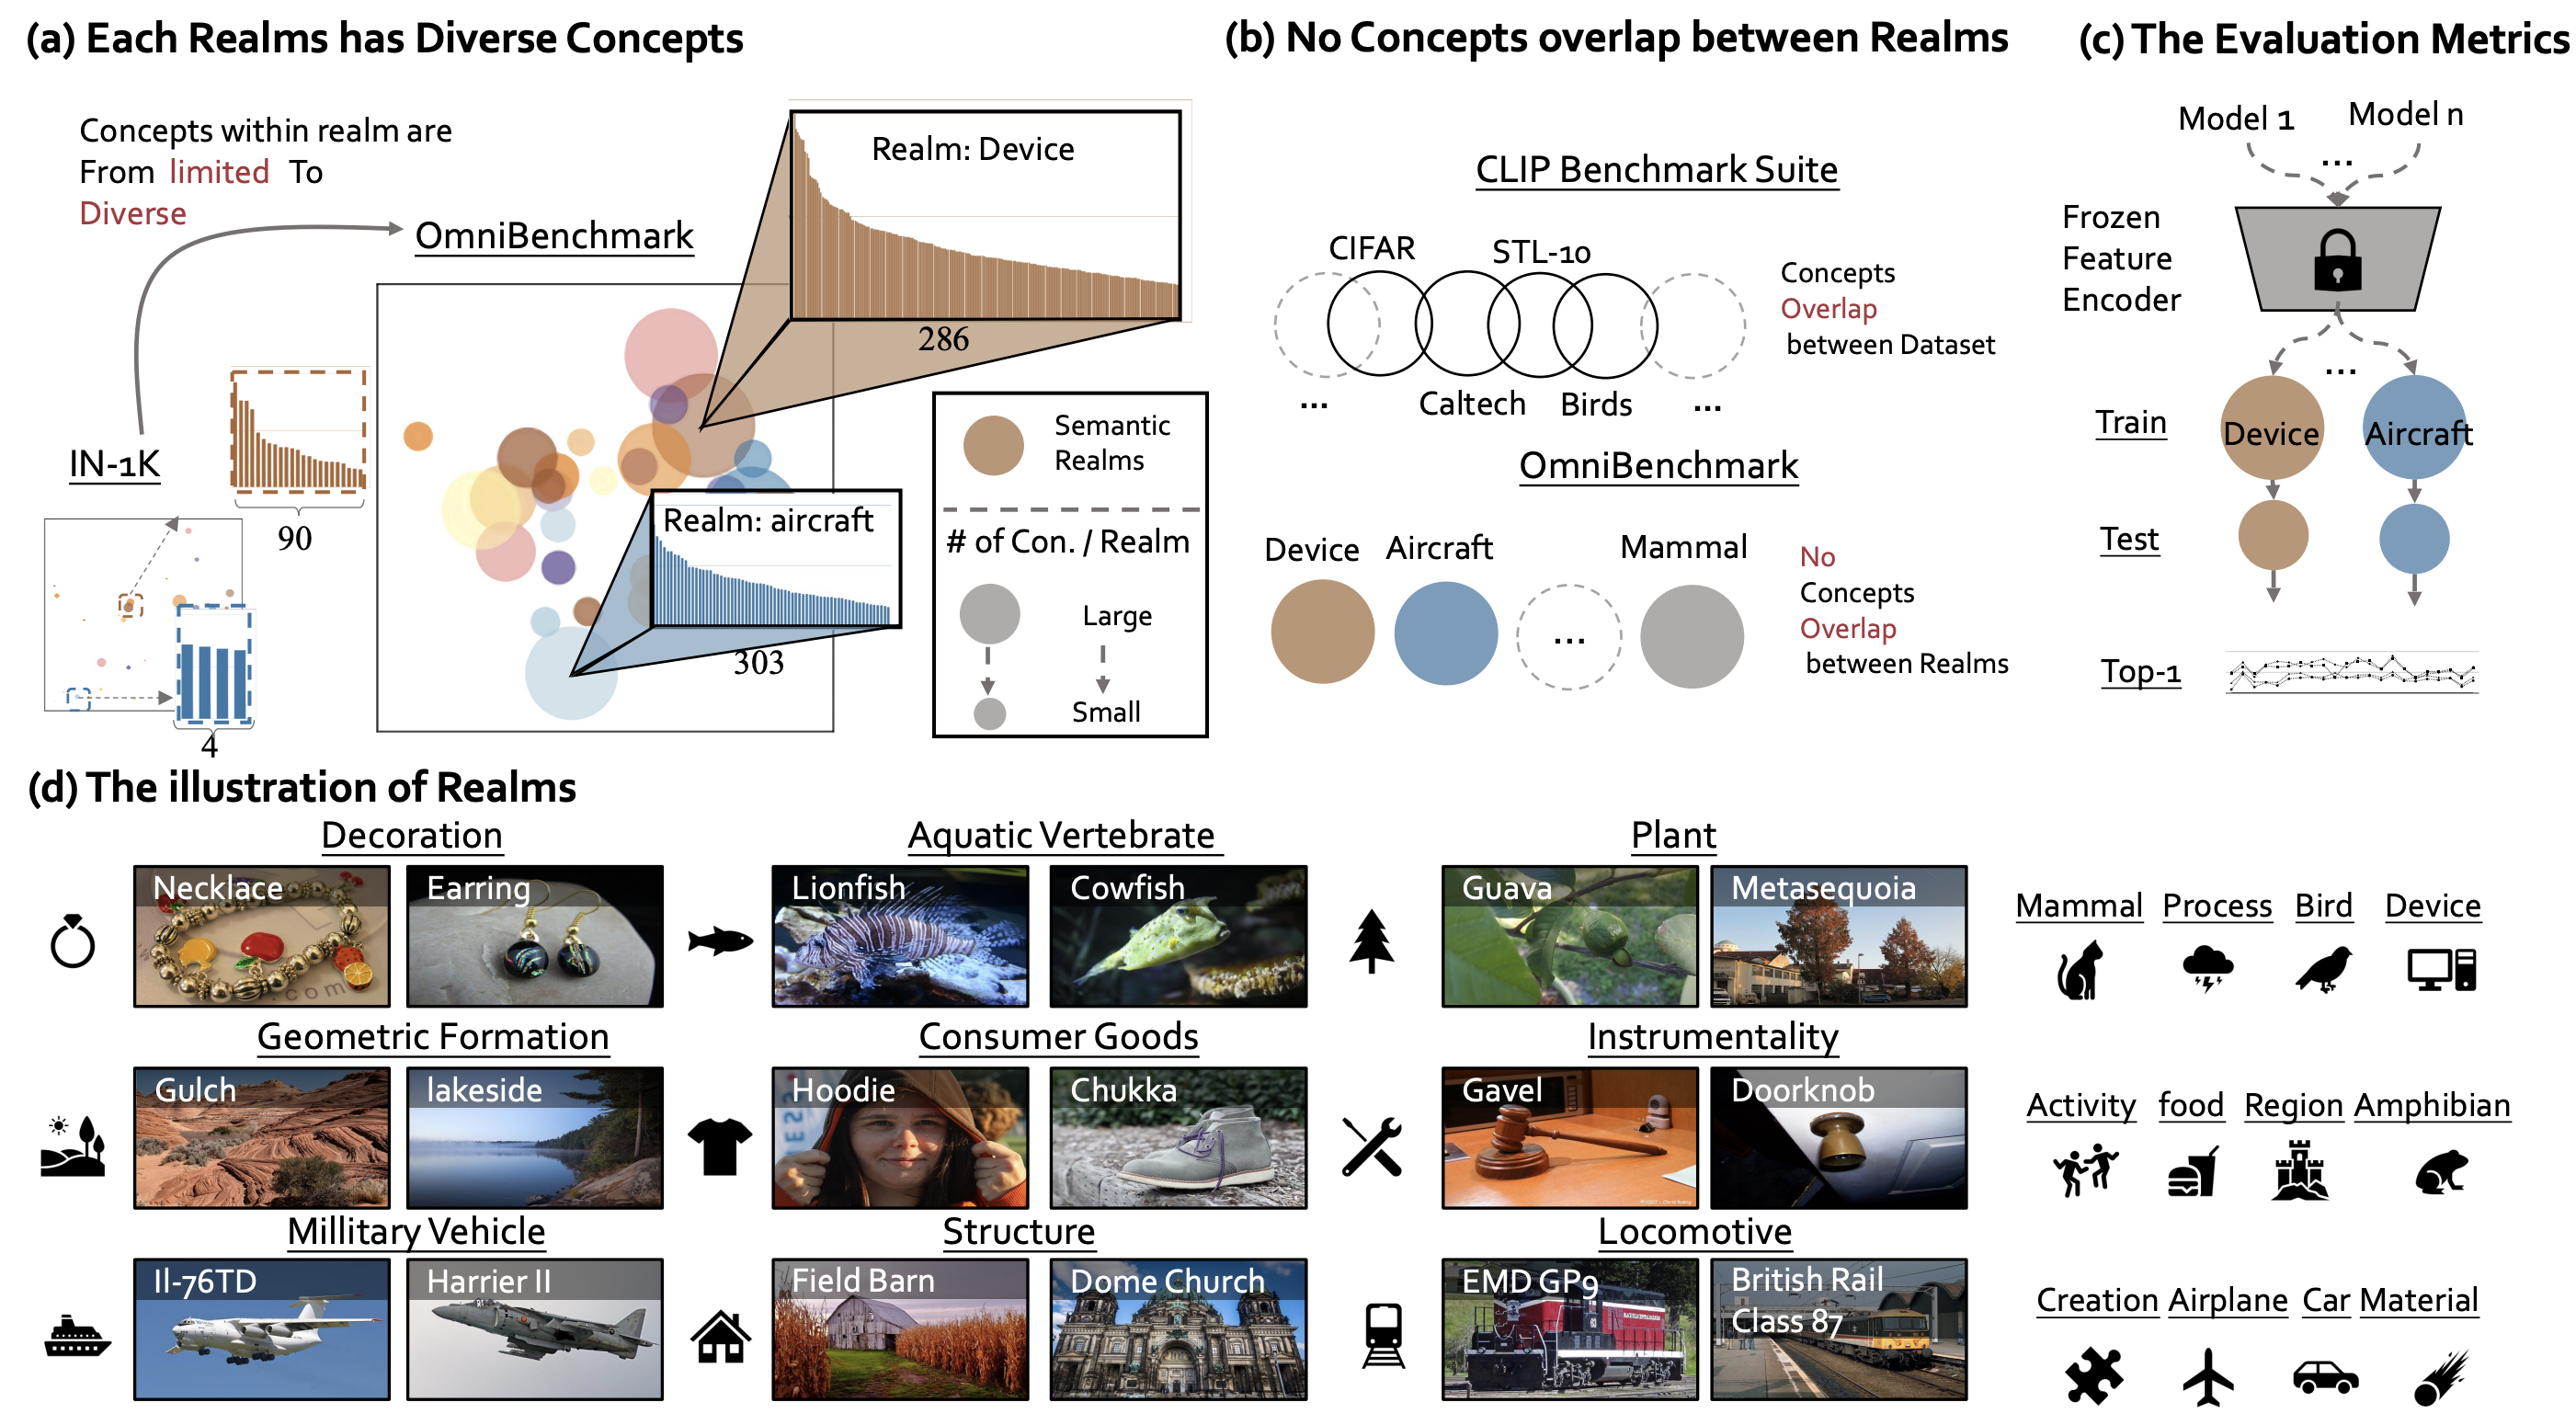 (a) Each Realms has Diverse Concepts
Concepts within realm are
From limited To
Diverse
OmniBenchmark
Realm: Device
286
IN-1K
90
4
Realm: aircraft
303
Semantic
Realms
# of Con. / Realm
Large
Small
(b) No Concepts overlap between Realms
CLIP Benchmark Suite
CIFAR
STL-10
Concepts
Overlap
between Dataset
...
Caltech
Birds
...
OmniBenchmark
Device
Aircraft
Mammal
...
No
Concepts
Overlap
between Realms
(c) The Evaluation Metrics
Model 1
Model n
...
Frozen
Feature
Encoder
...
Train
Device
Aircraft
Test
Top-1
(d) The illustration of Realms
Decoration
Necklace
Earring
Aquatic Vertebrate
Lionfish
Cowfish
Plant
Guava
Metasequoia
Mammal
Process
Bird
Device
Geometric Formation
Gulch
lakeside
Consumer Goods
Hoodie
Chukka
Instrumentality
Gavel
Doorknob
Activity
food
Region
Amphibian
Millitary Vehicle
Il-76TD
Harrier II
Structure
Field Barn
Dome Church
Locomotive
EMD GP9
British Rail
Class 87
Creation
Airplane
Car
Material